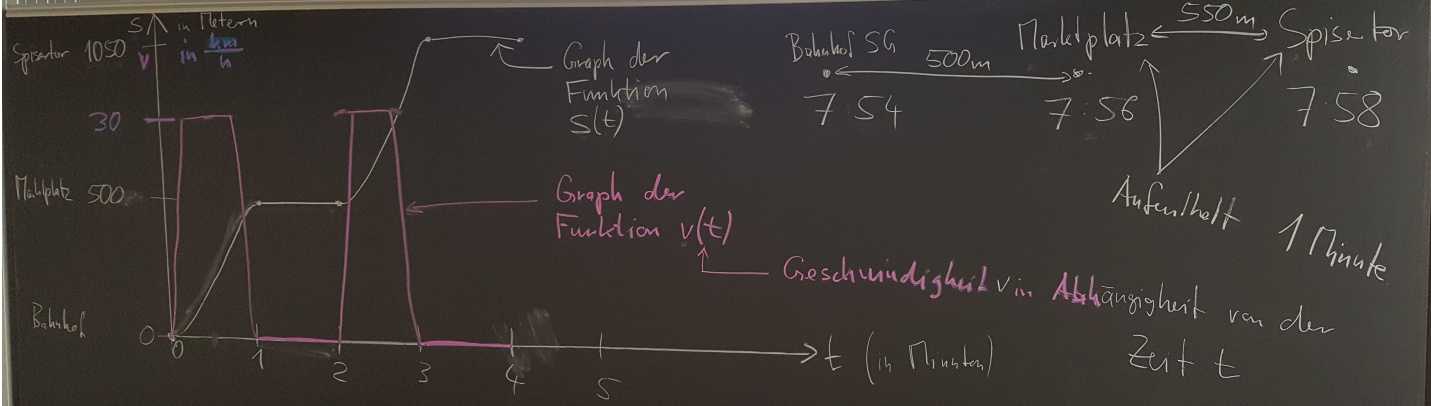 S in Metern
Spisertor 1050 v in km/h
30
Marktplatz 500
Bahnhof 0
0 1 2 3 4 5
t (in Minuten)
Graph der
Funktion
S(t)
Graph der
Funktion v(t)
Geschwindigkeit v in Abhängigkeit von der
Zeit t
Bahnhof SG 500m Marktplatz 550m Spisertor
7:54 7:56 7:58
Aufenthalt 1 Minute